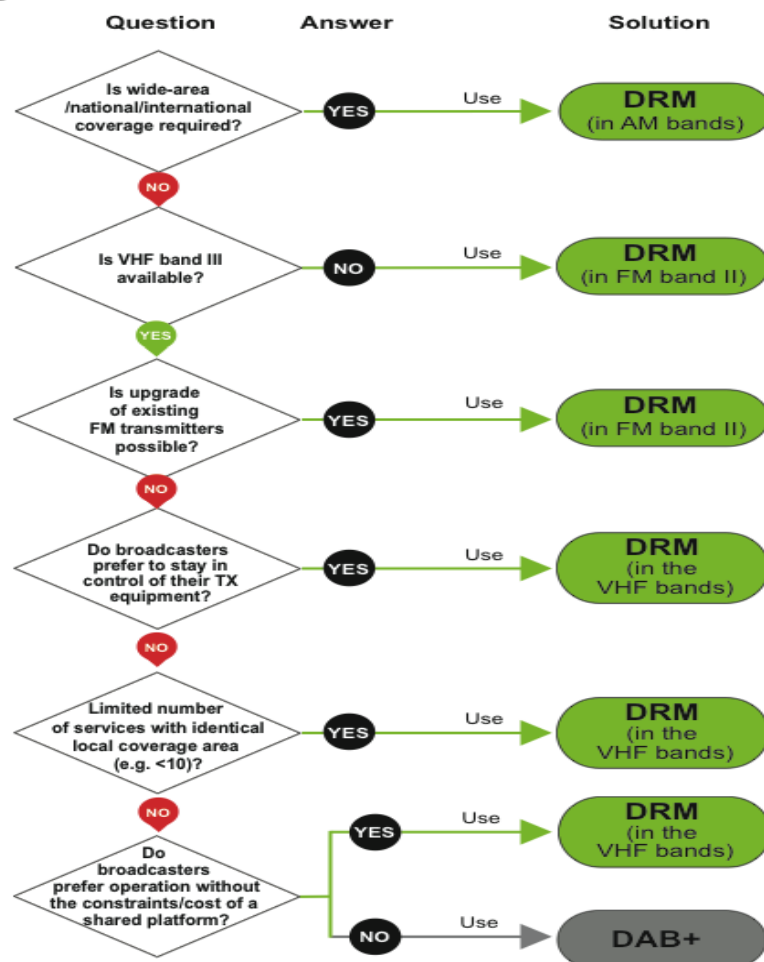 Question Answer Solution
Is wide-area
/national/international
coverage required?
YES
Use
DRM
(in AM bands)
NO
Is VHF band III
available?
NO
Use
DRM
(in FM band II)
YES
Is upgrade
of existing
FM transmitters
possible?
YES
Use
DRM
(in FM band II)
NO
Do broadcasters
prefer to stay in
control of their TX
equipment?
YES
Use
DRM
(in the
VHF bands)
NO
Limited number
of services with identical
local coverage area
(e.g. <10)?
YES
Use
DRM
(in the
VHF bands)
NO
Do
broadcasters
prefer operation without
the constraints/cost of a
shared platform?
YES
Use
DRM
(in the
VHF bands)
NO
Use
DAB+